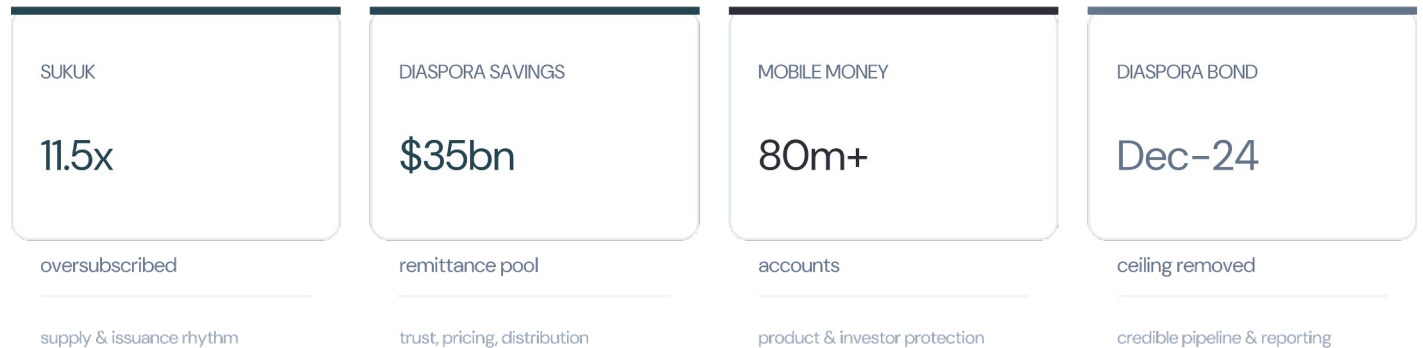 SUKUK
11.5x
oversubscribed
supply & issuance rhythm
DIASPORA SAVINGS
$35bn
remittance pool
trust, pricing, distribution
MOBILE MONEY
80m+
accounts
product & investor protection
DIASPORA BOND
Dec-24
ceiling removed
credible pipeline & reporting